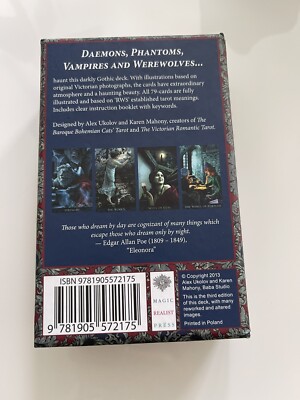 DAEMONS, PHANTOMS,
VAMPIRES AND WEREWOLVES...
haunt this darkly Gothic deck. With illustrations based on
original Victorian photographs, the cards have extraordinary
atmosphere and a haunting beauty. All 79 cards are fully
illustrated and based on 'RWS' established tarot meanings.
Includes clear instruction booklet with keywords.
Designed by Alex Ukolov and Karen Mahony, creators of The
Baroque Bohemian Cats' Tarot and The Victorian Romantic Tarot.
Those who dream by day are cognizant of many things which
escape those who dream only by night.
— Edgar Allan Poe (1809 – 1849),
"Eleonora"
ISBN 9781905572175
9 781905 572175
MAGIC
REALIST
PRESS
© Copyright 2013
Alex Ukolov and Karen
Mahony, Baba Studio
This is the third edition
of this deck, with many
reworked and altered
images.
Printed in Poland